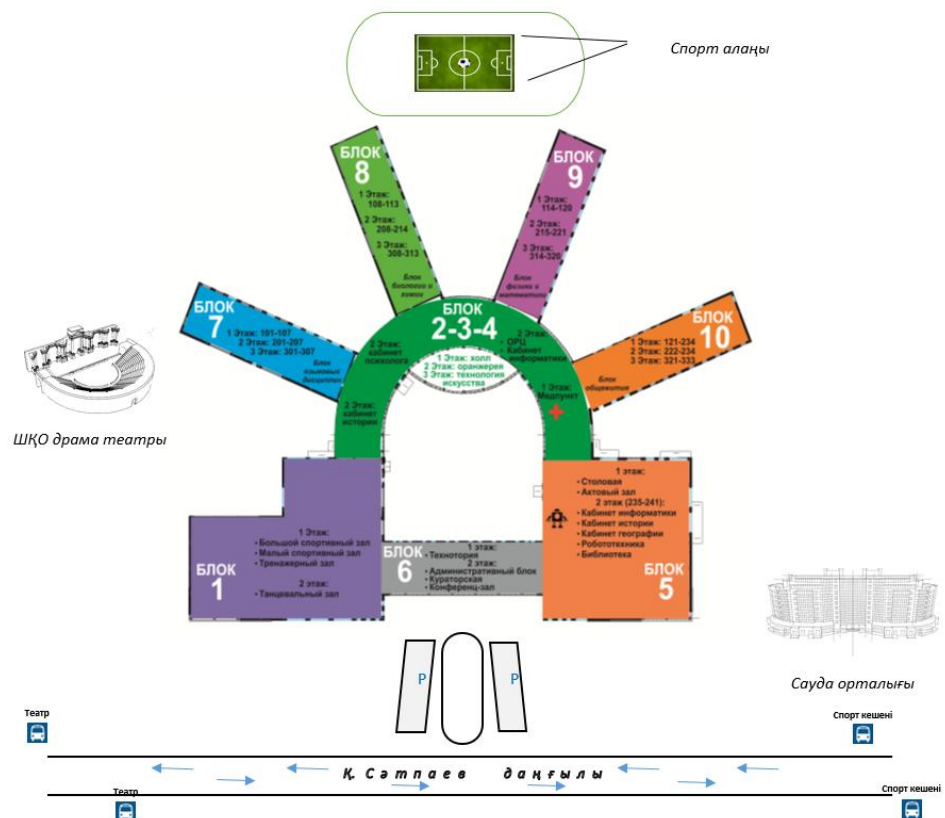 Спорт алаңы
БЛОК
8
1 Этаж:
108-113
2 Этаж:
208-214
3 Этаж:
308-313
Блок
биологии и
химии
БЛОК
9
1 Этаж:
114-120
2 Этаж:
215-221
3 Этаж:
314-320
Блок
физики и
математики
БЛОК
7
1 Этаж: 101-107
2 Этаж: 201-207
3 Этаж: 301-307
Блок
языковых
дисциплин
БЛОК
2-3-4
2 Этаж:
кабинет
психолога
2 Этаж:
• ОРЦ
• Кабинет
информатики
1 Этаж: холл
2 Этаж: оранжерея
3 Этаж: технология
искусства
1 Этаж:
Медпункт
2 Этаж:
кабинет
истории
БЛОК
10
1 Этаж: 121-234
2 Этаж: 222-234
3 Этаж: 321-333
Блок
общежития
ШҚО драма театры
1 Этаж:
• Большой спортивный зал
• Малый спортивный зал
• Тренажерный зал
2 этаж:
• Танцевальный зал
БЛОК
1
БЛОК
6
1 этаж:
• Технотория
2 этаж:
• Административный блок
• Кураторская
• Конференц-зал
1 этаж:
• Столовая
• Актовый зал
2 этаж (235-241):
• Кабинет информатики
• Кабинет истории
• Кабинет географии
• Робототехника
• Библиотека
БЛОК
5
P
P
Сауда орталығы
Театр
Спорт кешені
Қ. Сәтпаев даңғылы
Театр
Спорт кешені